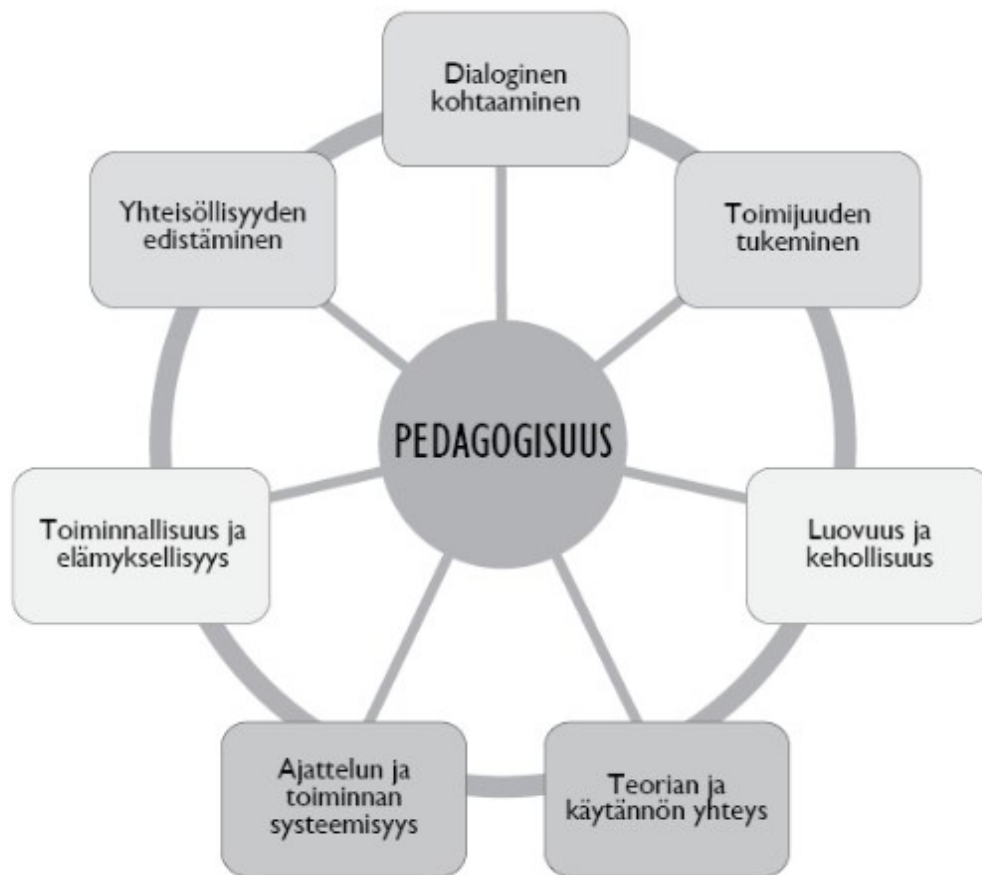 Dialoginen
kohtaaminen
Yhteisöllisyyden
edistäminen
Toimijuuden
tukeminen
PEDAGOGISUUS
Toiminnallisuus ja
elämyksellisyys
Luovuus ja
kehollisuus
Ajattelun ja
toiminnan
systeemisyys
Teorian ja
käytännön yhteys